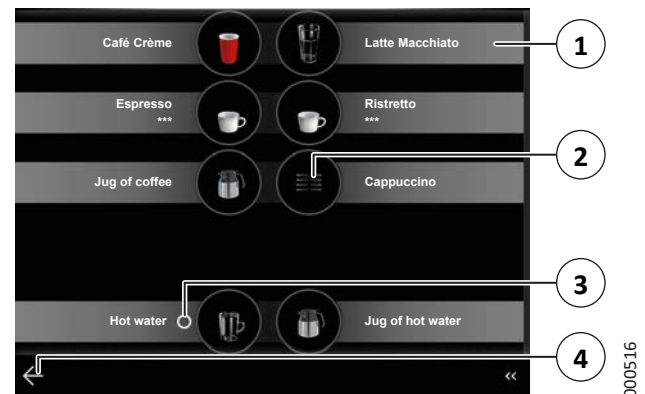 Café Crème
Latte Macchiato
1
Espresso
***
Ristretto
***
2
Jug of coffee
Cappuccino
3
Hot water
Jug of hot water
4
«
000516